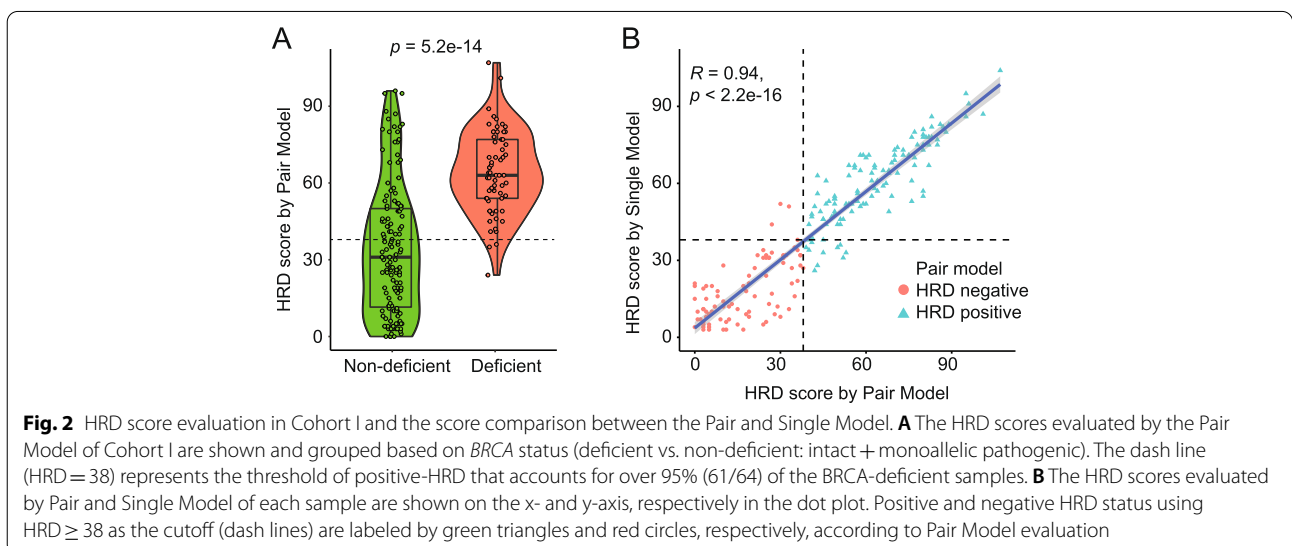 A
p = 5.2e-14
HRD score by Pair Model
90
60
30
0
Non-deficient Deficient
B
R = 0.94,
p < 2.2e-16
HRD score by Single Model
90
60
30
0
Pair model
HRD negative
HRD positive
0 30 60 90
HRD score by Pair Model
Fig. 2 HRD score evaluation in Cohort I and the score comparison between the Pair and Single Model. A The HRD scores evaluated by the Pair
Model of Cohort I are shown and grouped based on BRCA status (deficient vs. non-deficient: intact + monoallelic pathogenic). The dash line
(HRD = 38) represents the threshold of positive-HRD that accounts for over 95% (61/64) of the BRCA-deficient samples. B The HRD scores evaluated
by Pair and Single Model of each sample are shown on the x- and y-axis, respectively in the dot plot. Positive and negative HRD status using
HRD ≥ 38 as the cutoff (dash lines) are labeled by green triangles and red circles, respectively, according to Pair Model evaluation